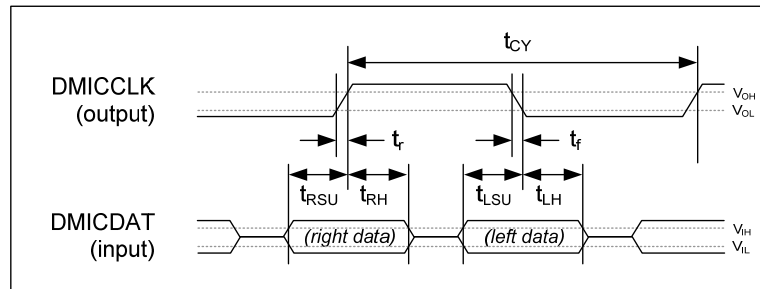 tCY
DMICCLK
(output)
VOH
VOL
tr
tf
tRSU
tRH
tLSU
tLH
DMICDAT
(input)
(right data)
(left data)
VIH
VIL